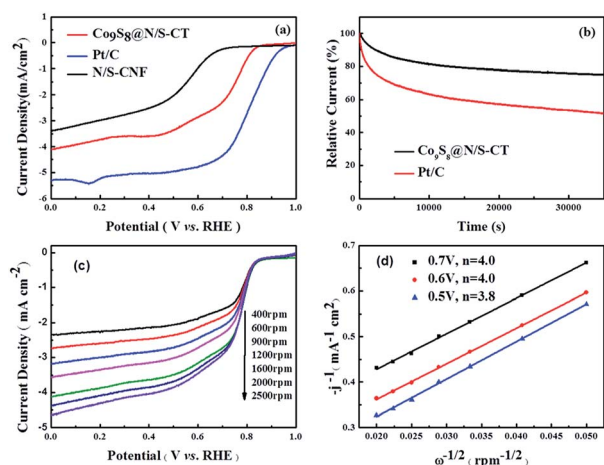 (a)
Co9S8@N/S-CT
Pt/C
N/S-CNF
Current Density(mA/cm²)
0
-1
-2
-3
-4
-5
-6
0.0 0.2 0.4 0.6 0.8 1.0
Potential ( V vs. RHE )
(b)
Relative Current (%)
100
80
60
40
20
0
Co₉S₈@N/S-CT
Pt/C
0 10000 20000 30000
Time (s)
(c)
Current Density ( mA cm⁻²)
0
-1
-2
-3
-4
-5
400rpm
600rpm
900rpm
1200rpm
1600rpm
2000rpm
2500rpm
0.0 0.2 0.4 0.6 0.8 1.0
Potential ( V vs. RHE )
(d)
0.7V, n=4.0
0.6V, n=4.0
0.5V, n=3.8
-j⁻¹ (mA⁻¹ cm²)
0.7
0.6
0.5
0.4
0.3
0.020 0.025 0.030 0.035 0.040 0.045 0.050
ω⁻¹/² (rpm⁻¹/²)